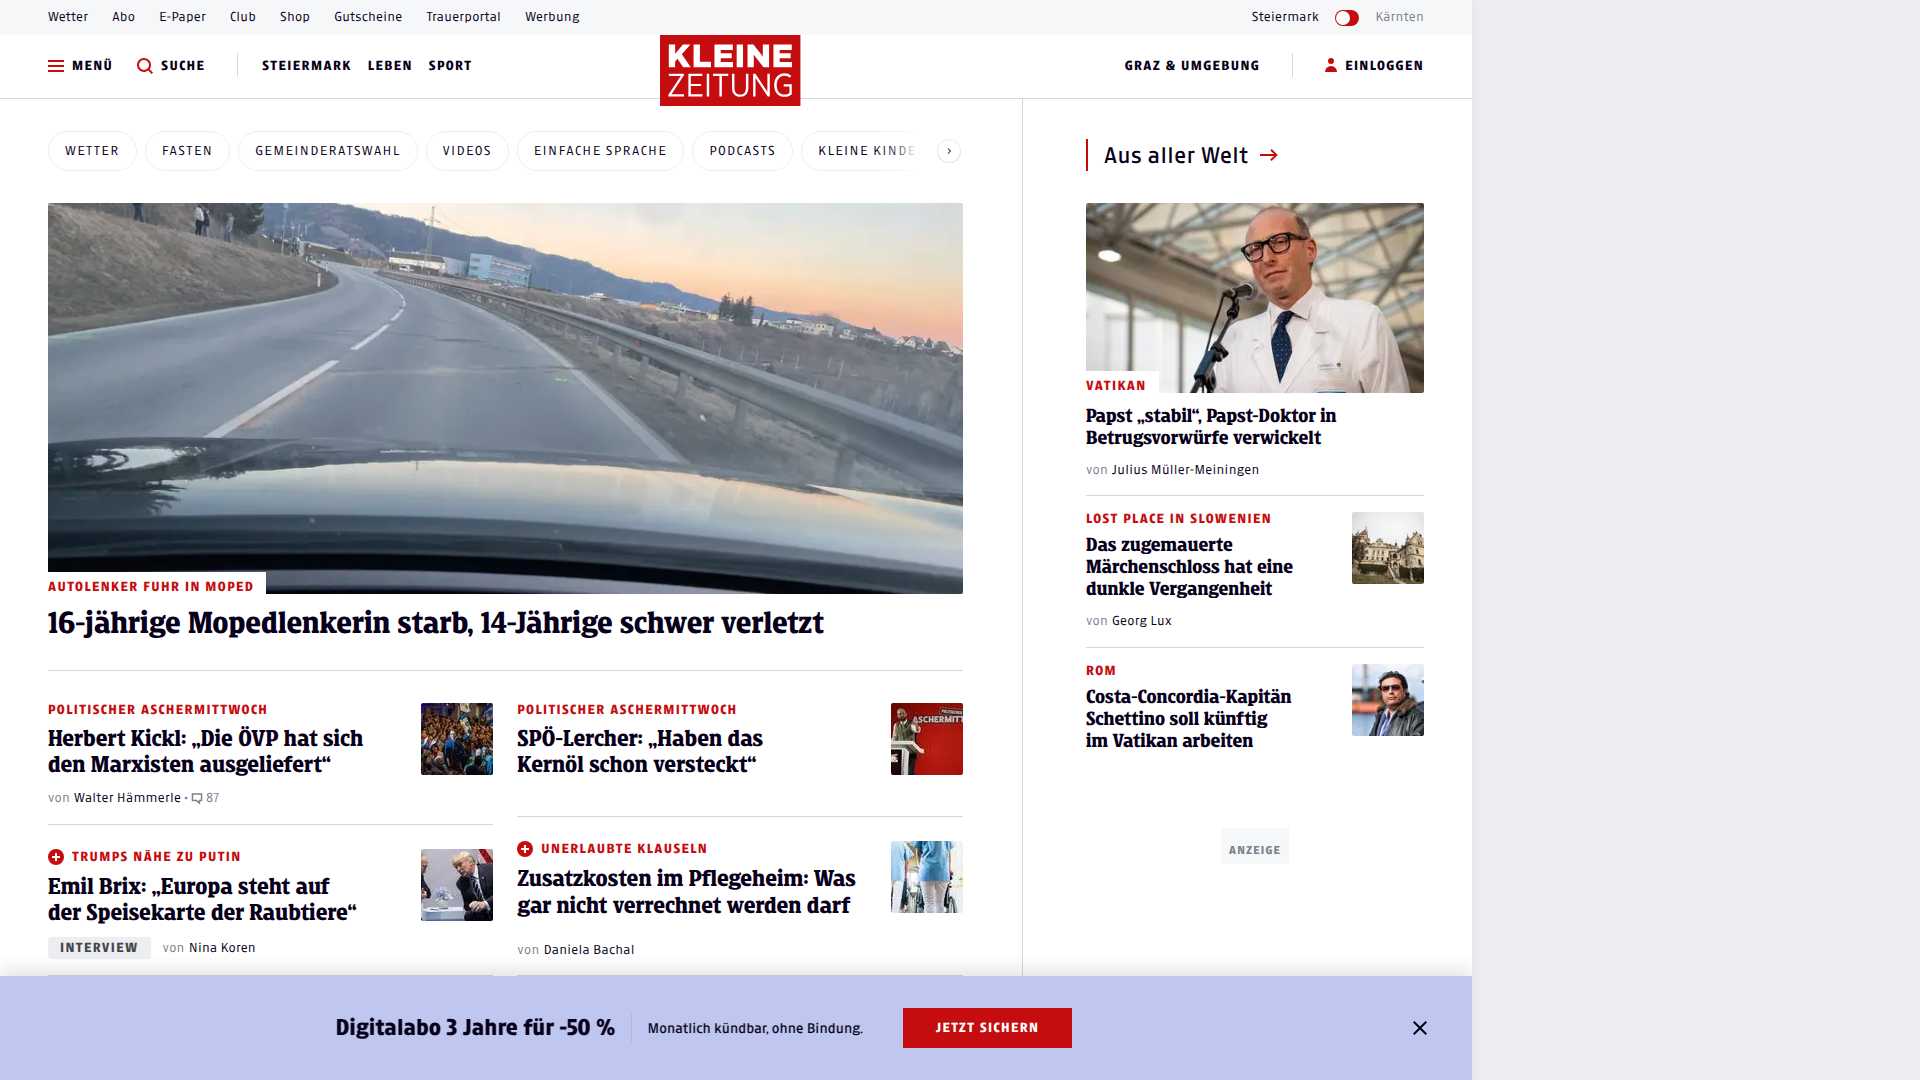 Wetter Abo E-Paper Club Shop Gutscheine Trauerportal Werbung
Steiermark Kärnten
MENÜ SUCHE STEIERMARK LEBEN SPORT
KLEINE
ZEITUNG
GRAZ & UMGEBUNG EINLOGGEN
WETTER FASTEN GEMEINDERATSWAHL VIDEOS EINFACHE SPRACHE PODCASTS KLEINE KINDE
AUTOLENKER FUHR IN MOPED
16-jährige Mopedlenkerin starb, 14-Jährige schwer verletzt
POLITISCHER ASCHERMITTWOCH
Herbert Kickl: „Die ÖVP hat sich
den Marxisten ausgeliefert“
von Walter Hämmerle • 87
TRUMPS NÄHE ZU PUTIN
Emil Brix: „Europa steht auf
der Speisekarte der Raubtiere“
INTERVIEW von Nina Koren
POLITISCHER ASCHERMITTWOCH
SPÖ-Lercher: „Haben das
Kernöl schon versteckt“
ASCHERMITT
UNERLAUBTE KLAUSELN
Zusatzkosten im Pflegeheim: Was
gar nicht verrechnet werden darf
von Daniela Bachal
Aus aller Welt
VATIKAN
Papst „stabil“, Papst-Doktor in
Betrugsvorwürfe verwickelt
von Julius Müller-Meiningen
LOST PLACE IN SLOWENIEN
Das zugemauerte
Märchenschloss hat eine
dunkle Vergangenheit
von Georg Lux
ROM
Costa-Concordia-Kapitän
Schettino soll künftig
im Vatikan arbeiten
ANZEIGE
Digitalabo 3 Jahre für -50 %
Monatlich kündbar, ohne Bindung.
JETZT SICHERN